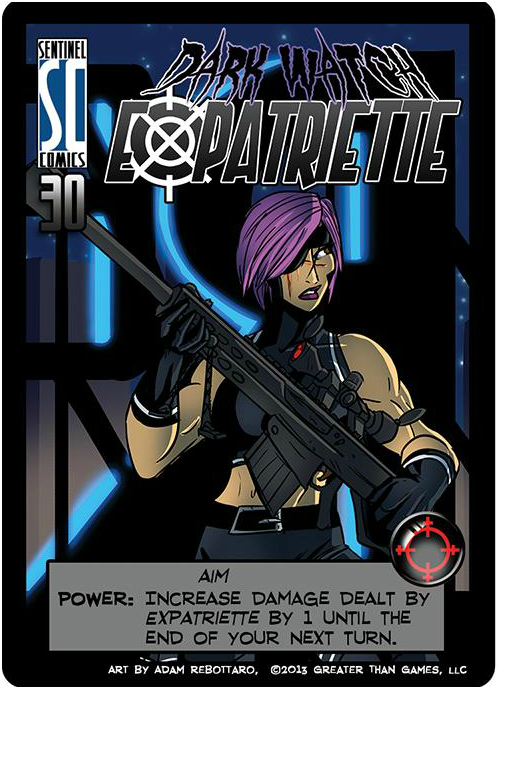 SENTINEL
SC
COMICS
30
DARK WATCH
EXPATRIETTE
AIM
POWER: INCREASE DAMAGE DEALT BY
EXPATRIETTE BY 1 UNTIL THE
END OF YOUR NEXT TURN.
ART BY ADAM REBOTTARO, ©2013 GREATER THAN GAMES, LLC